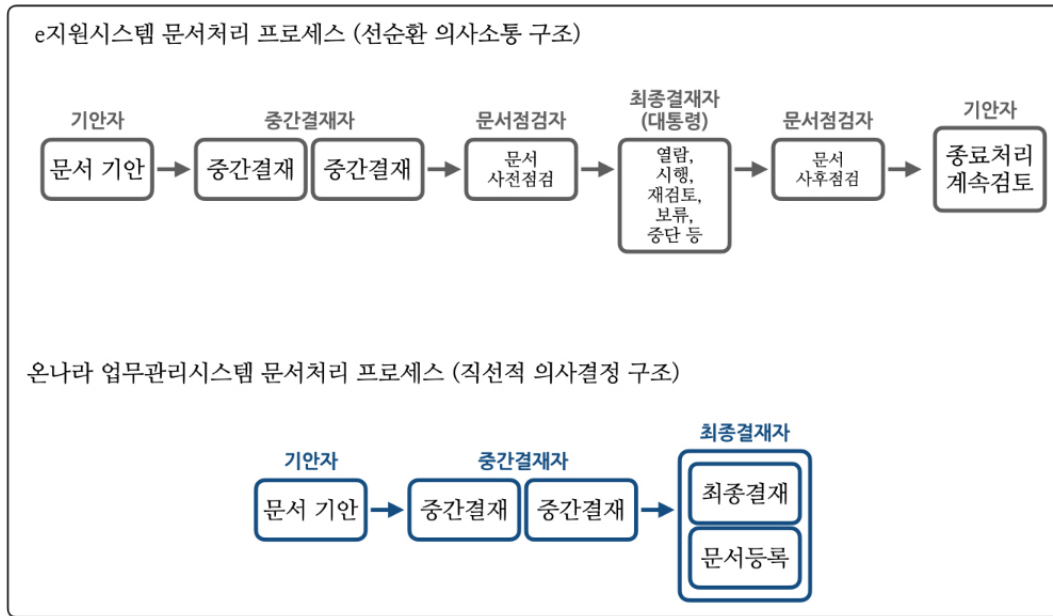 e지원시스템 문서처리 프로세스 (선순환 의사소통 구조)
기안자
문서 기안
중간결재자
중간결재
중간결재
문서점검자
문서
사전점검
최종결재자
(대통령)
열람,
시행,
재검토,
보류,
중단 등
문서점검자
문서
사후점검
기안자
종료처리
계속검토
온나라 업무관리시스템 문서처리 프로세스 (직선적 의사결정 구조)
기안자
문서 기안
중간결재자
중간결재
중간결재
최종결재자
최종결재
문서등록